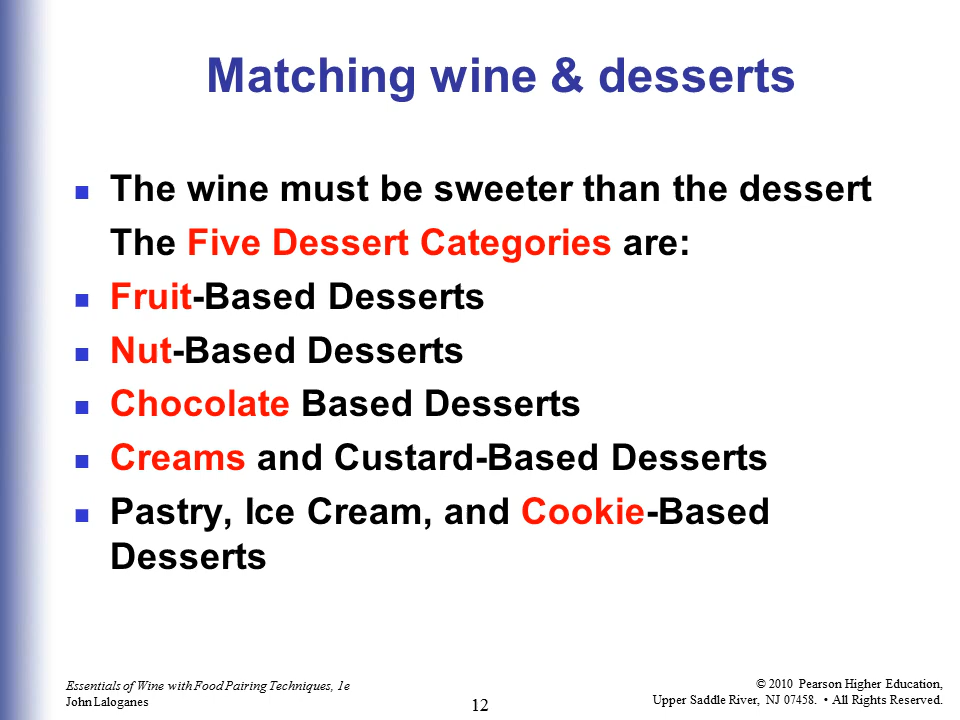 Matching wine & desserts
The wine must be sweeter than the dessert
The Five Dessert Categories are:
Fruit-Based Desserts
Nut-Based Desserts
Chocolate Based Desserts
Creams and Custard-Based Desserts
Pastry, Ice Cream, and Cookie-Based
Desserts
Essentials of Wine with Food Pairing Techniques, 1e
John Laloganes
12
© 2010 Pearson Higher Education,
Upper Saddle River, NJ 07458. • All Rights Reserved.